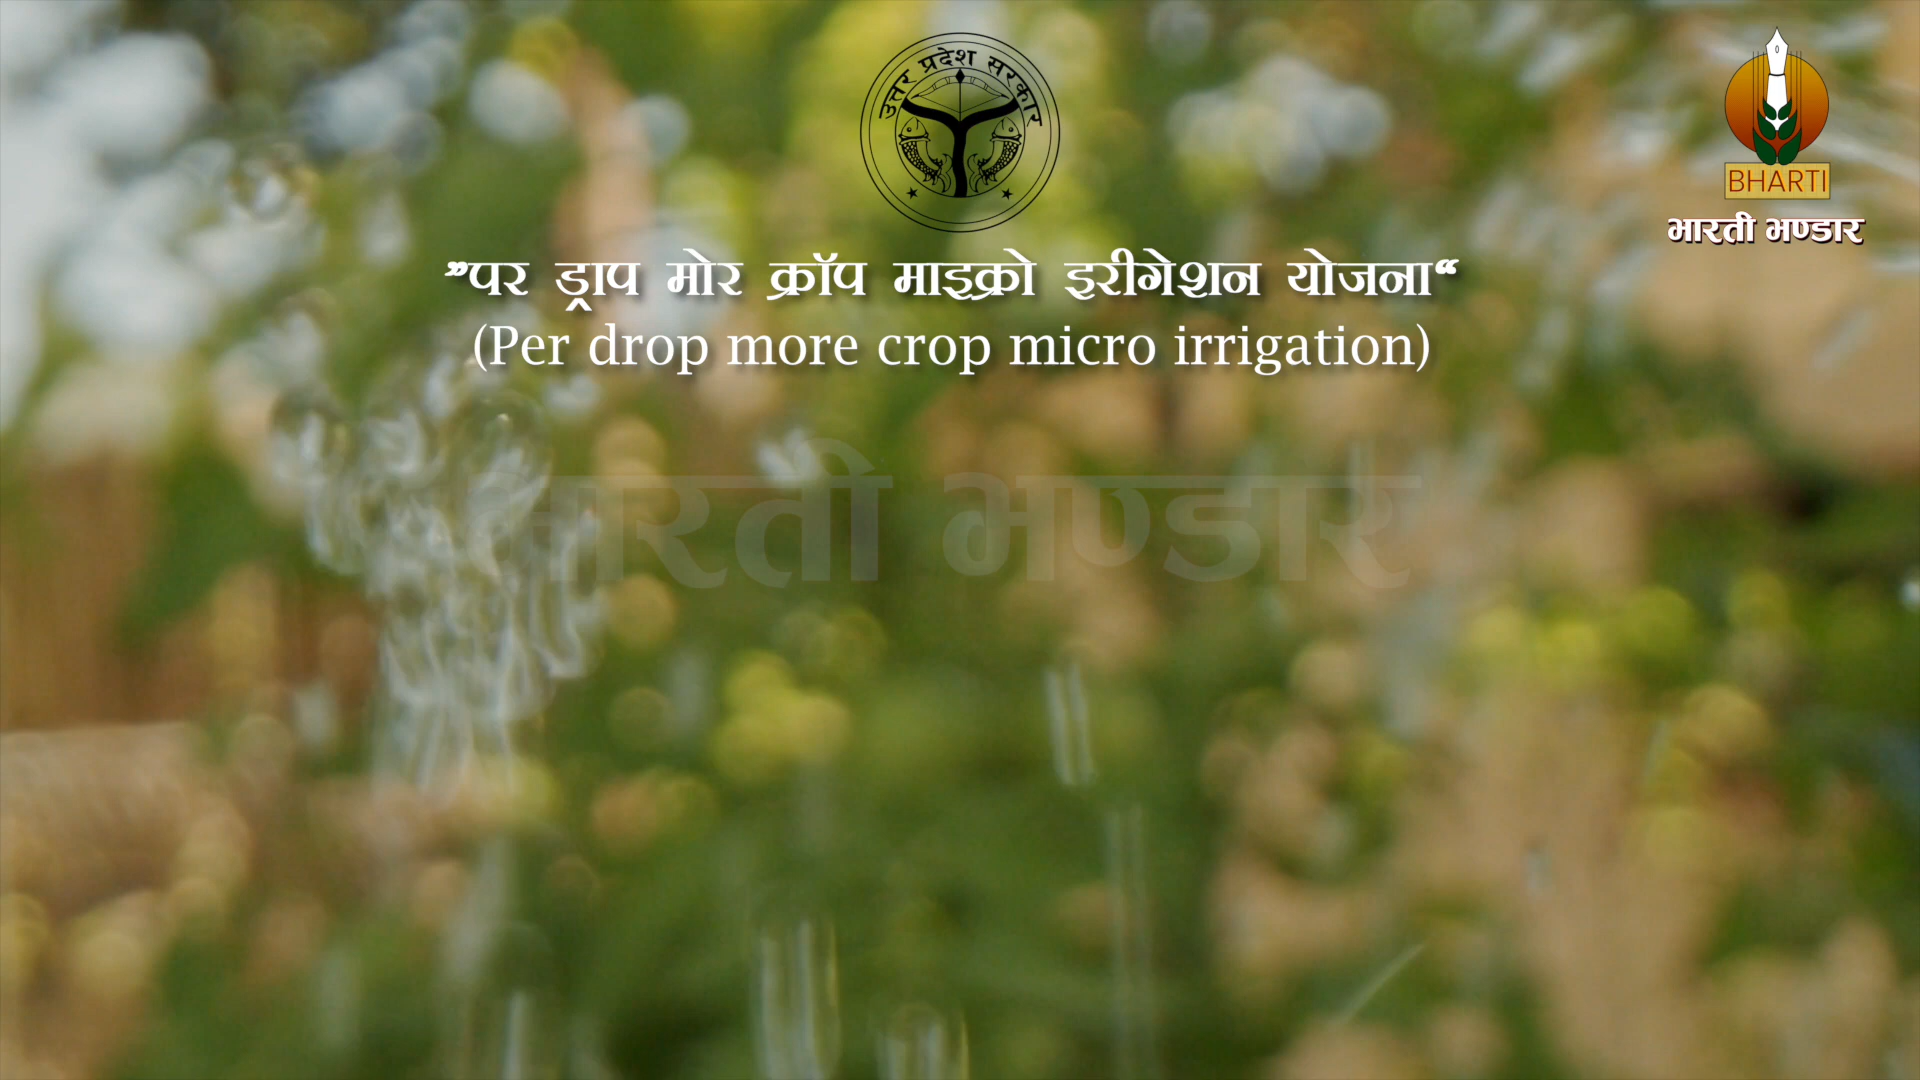 उत्तर प्रदेश सरकार
BHARTI
भारती भण्डार
"पर ड्राप मोर क्रॉप माइक्रो इरीगेशन योजना"
(Per drop more crop micro irrigation)
भारती भण्डार